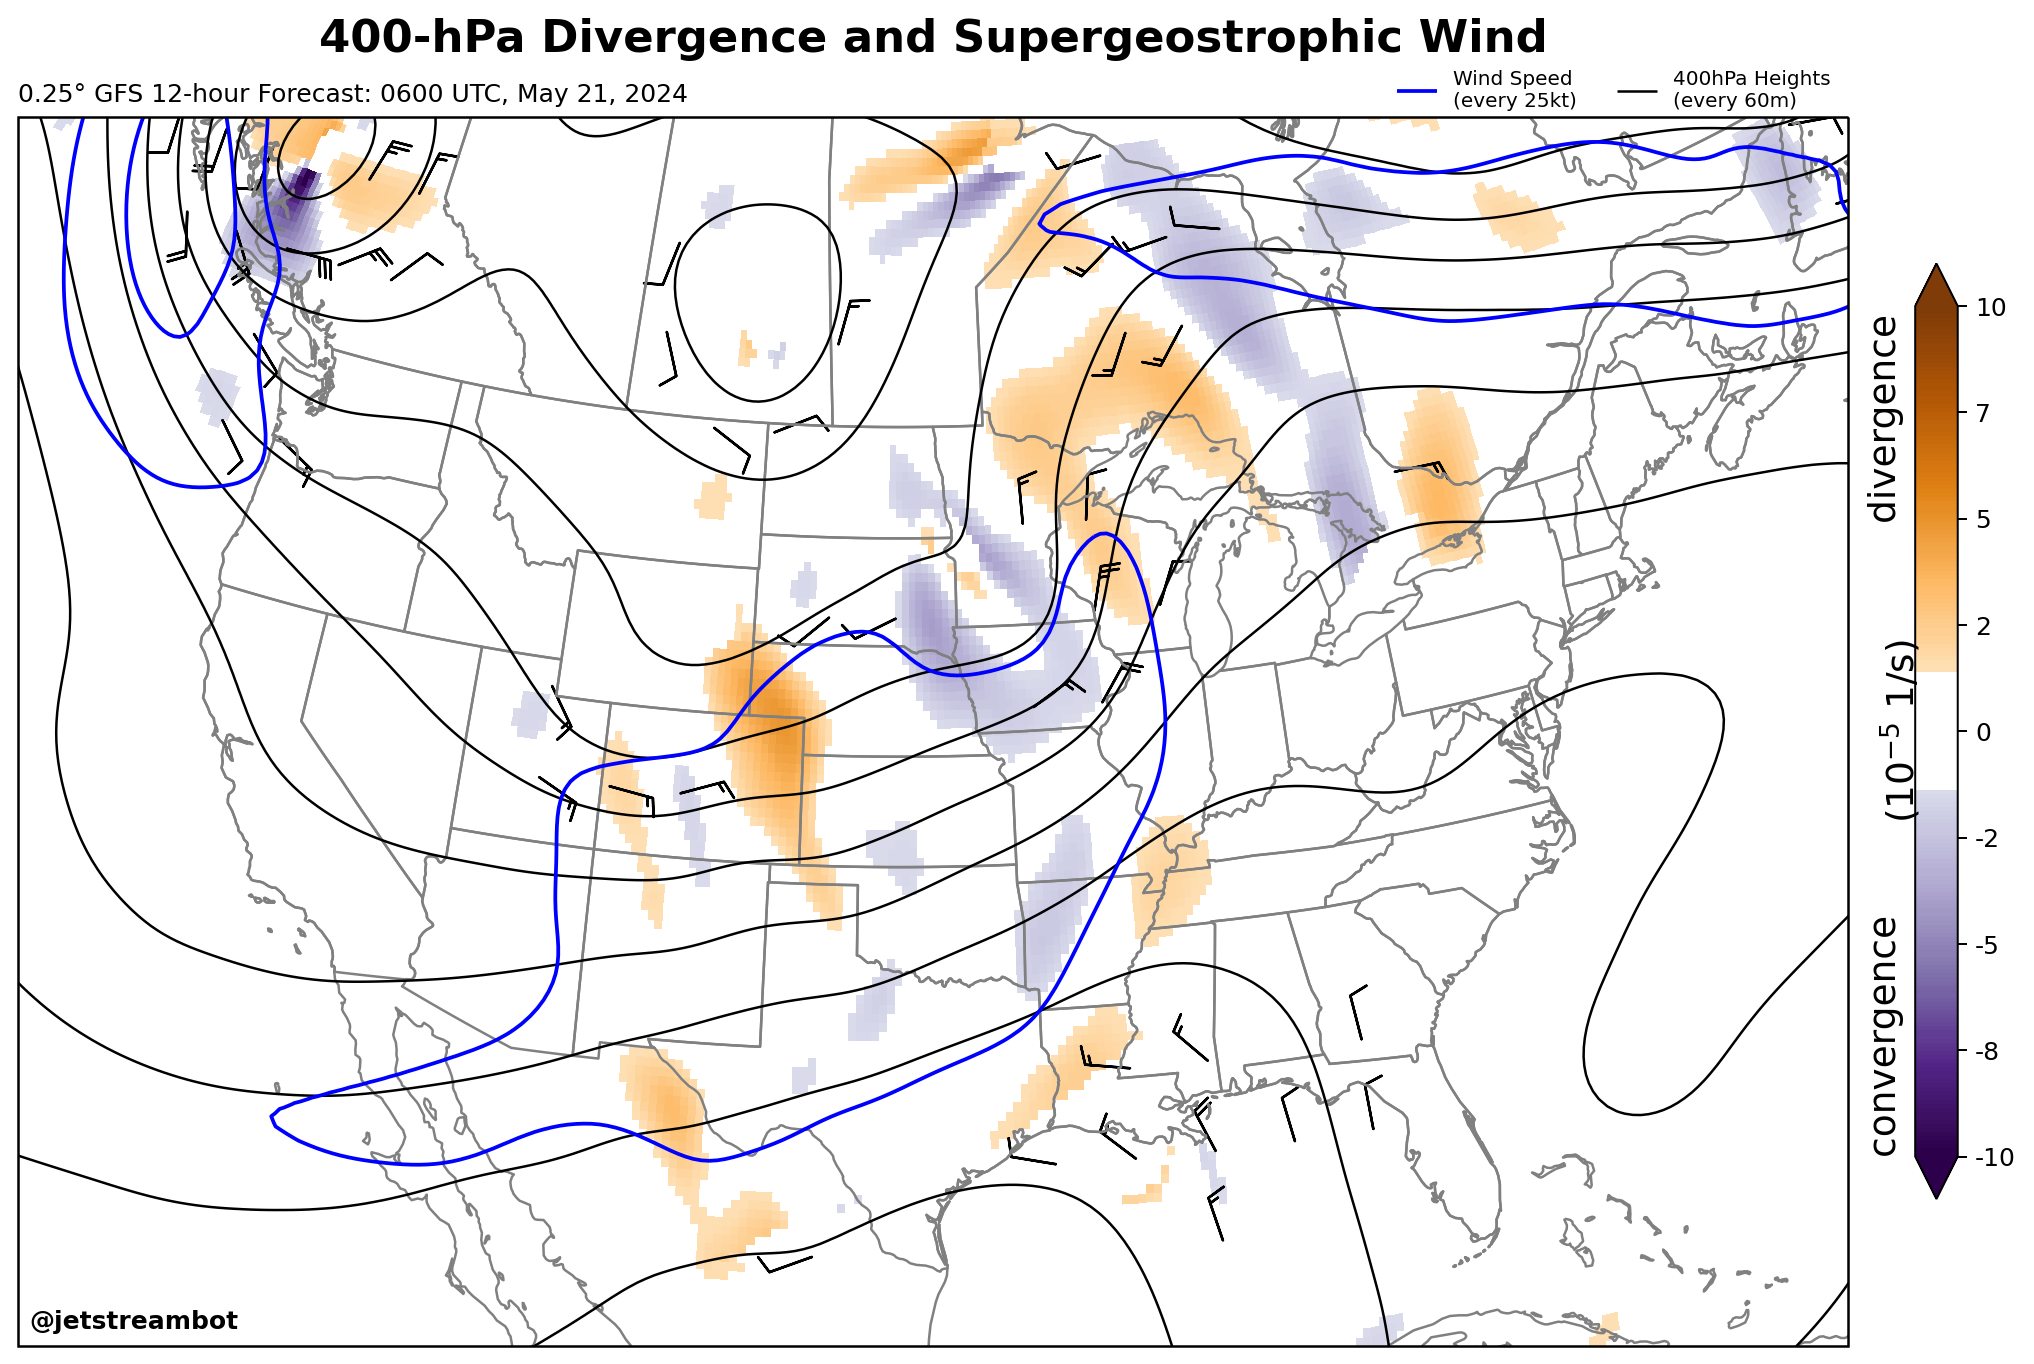 400-hPa Divergence and Supergeostrophic Wind
0.25° GFS 12-hour Forecast: 0600 UTC, May 21, 2024
Wind Speed
(every 25kt)
400hPa Heights
(every 60m)
10
7
5
2
0
-2
-5
-8
-10
divergence
(10⁻⁵ 1/s)
convergence
@jetstreambot